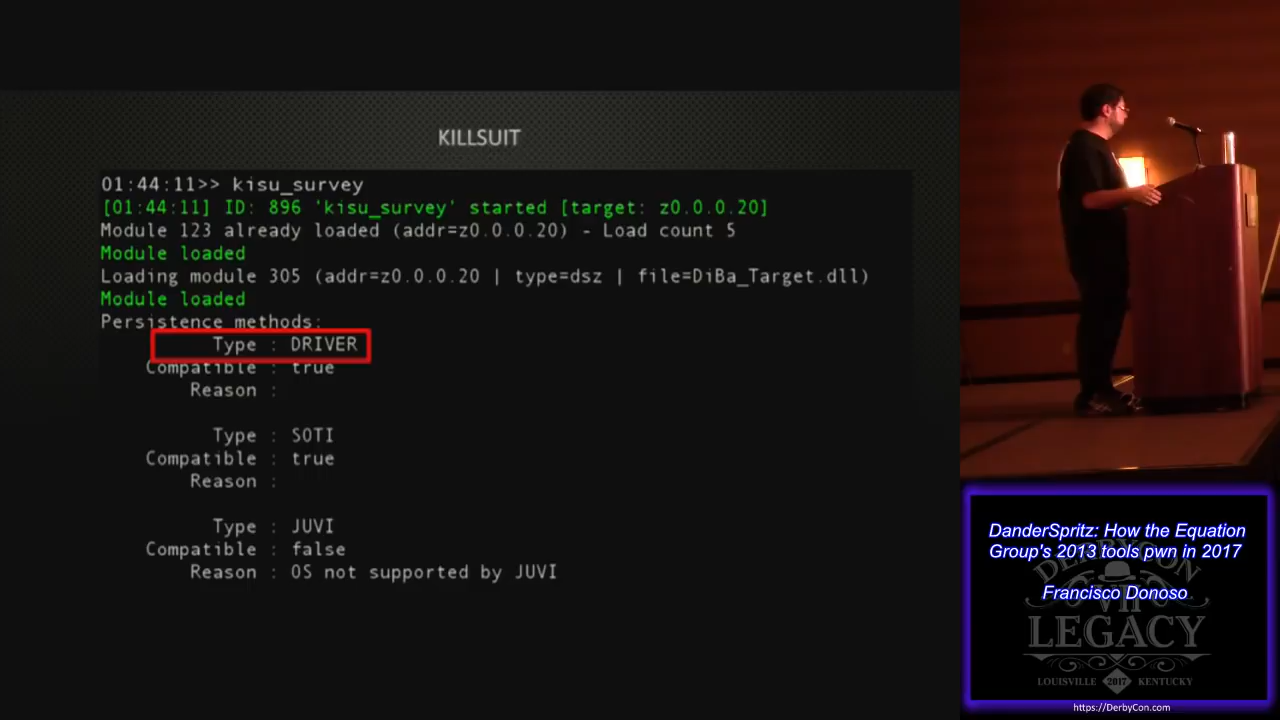 KILLSUIT
01:44:11>> kisu_survey
[01:44:11] ID: 896 'kisu_survey' started [target: z0.0.0.20]
Module 123 already loaded (addr=z0.0.0.20) - Load count 5
Module loaded
Loading module 305 (addr=z0.0.0.20 | type=dsz | file=DiBa_Target.dll)
Module loaded
Persistence methods:
Type : DRIVER
Compatible : true
Reason :
Type : SOTI
Compatible : true
Reason :
Type : JUVI
Compatible : false
Reason : OS not supported by JUVI
DanderSpritz: How the Equation
Group's 2013 tools pwn in 2017
Francisco Donoso
DERBYCON
VII
LEGACY
LOUISVILLE 2017 KENTUCKY
https://DerbyCon.com